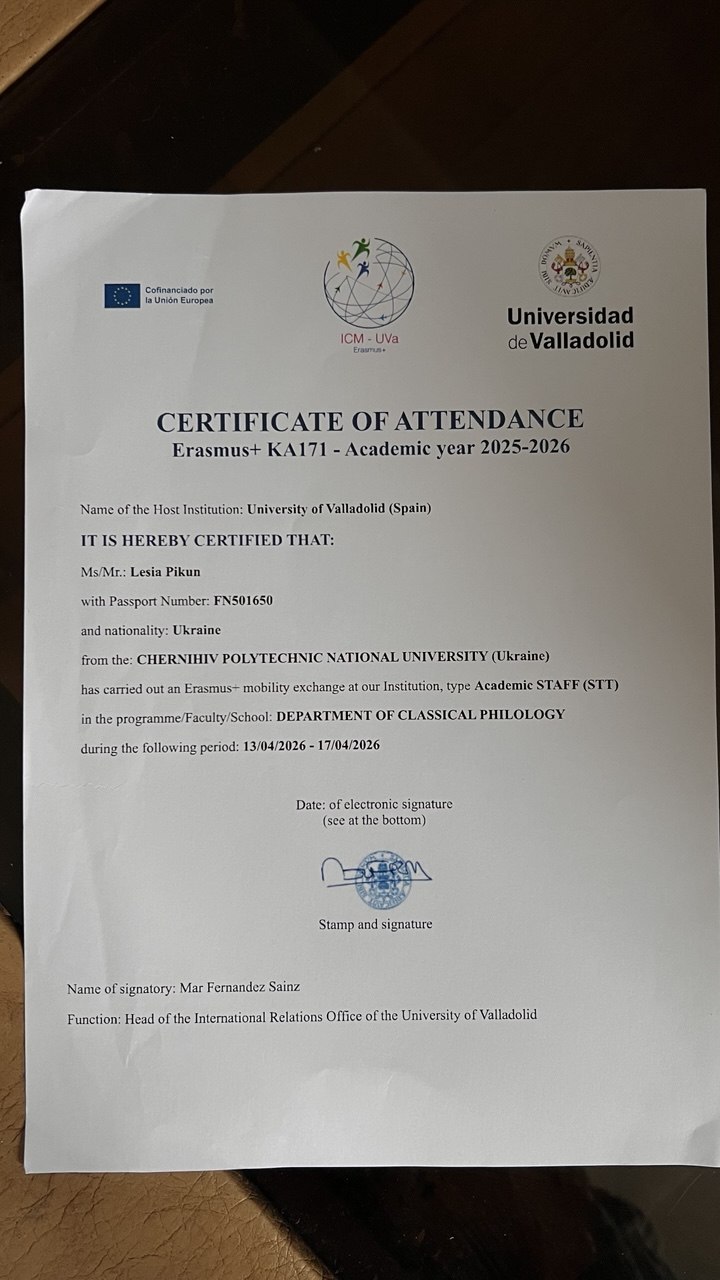 Cofinanciado por
la Unión Europea
ICM - UVa
Erasmus+
SAPIENTIA
AEDIFICAVIT
SIBI
DOMVM
Universidad
de Valladolid
CERTIFICATE OF ATTENDANCE
Erasmus+ KA171 - Academic year 2025-2026
Name of the Host Institution: University of Valladolid (Spain)
IT IS HEREBY CERTIFIED THAT:
Ms/Mr.: Lesia Pikun
with Passport Number: FN501650
and nationality: Ukraine
from the: CHERNIHIV POLYTECHNIC NATIONAL UNIVERSITY (Ukraine)
has carried out an Erasmus+ mobility exchange at our Institution, type Academic STAFF (STT)
in the programme/Faculty/School: DEPARTMENT OF CLASSICAL PHILOLOGY
during the following period: 13/04/2026 - 17/04/2026
Date: of electronic signature
(see at the bottom)
Stamp and signature
Name of signatory: Mar Fernandez Sainz
Function: Head of the International Relations Office of the University of Valladolid